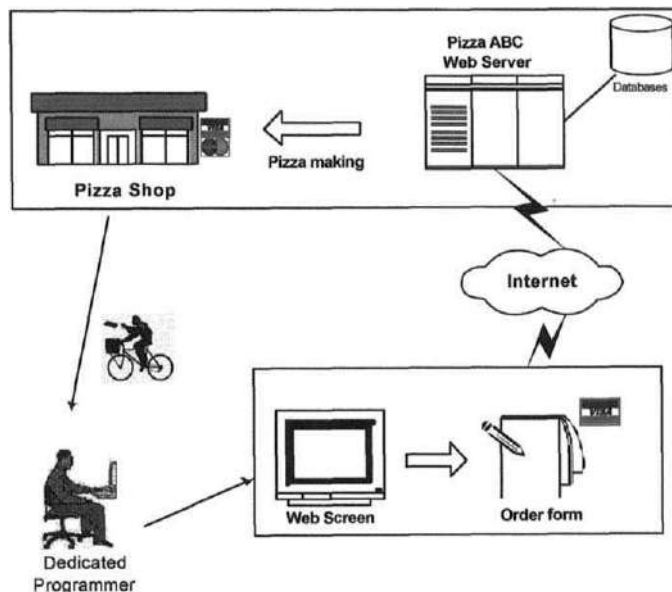 Pizza ABC
Web Server
Databases
Pizza making
Pizza Shop
Internet
VISA
Web Screen
Order form
Dedicated
Programmer